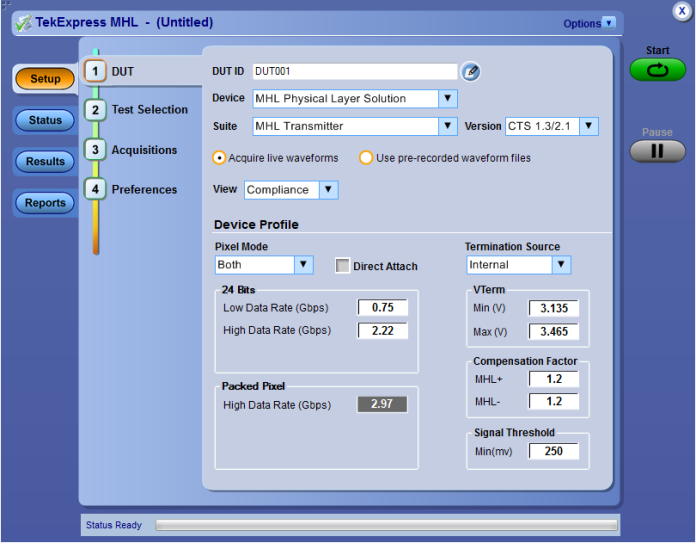 TekExpress MHL - (Untitled)
Options
X
Start
Setup
1 DUT
DUT ID DUT001
Device MHL Physical Layer Solution
2 Test Selection
Status
Suite MHL Transmitter Version CTS 1.3/2.1
Pause
3 Acquisitions
Results
Acquire live waveforms Use pre-recorded waveform files
4 Preferences
View Compliance
Reports
Device Profile
Pixel Mode
Termination Source
Both Direct Attach Internal
24 Bits
VTerm
Low Data Rate (Gbps) 0.75
Min (V) 3.135
High Data Rate (Gbps) 2.22
Max (V) 3.465
Compensation Factor
MHL+ 1.2
Packed Pixel
High Data Rate (Gbps) 2.97
MHL- 1.2
Signal Threshold
Min(mv) 250
Status Ready